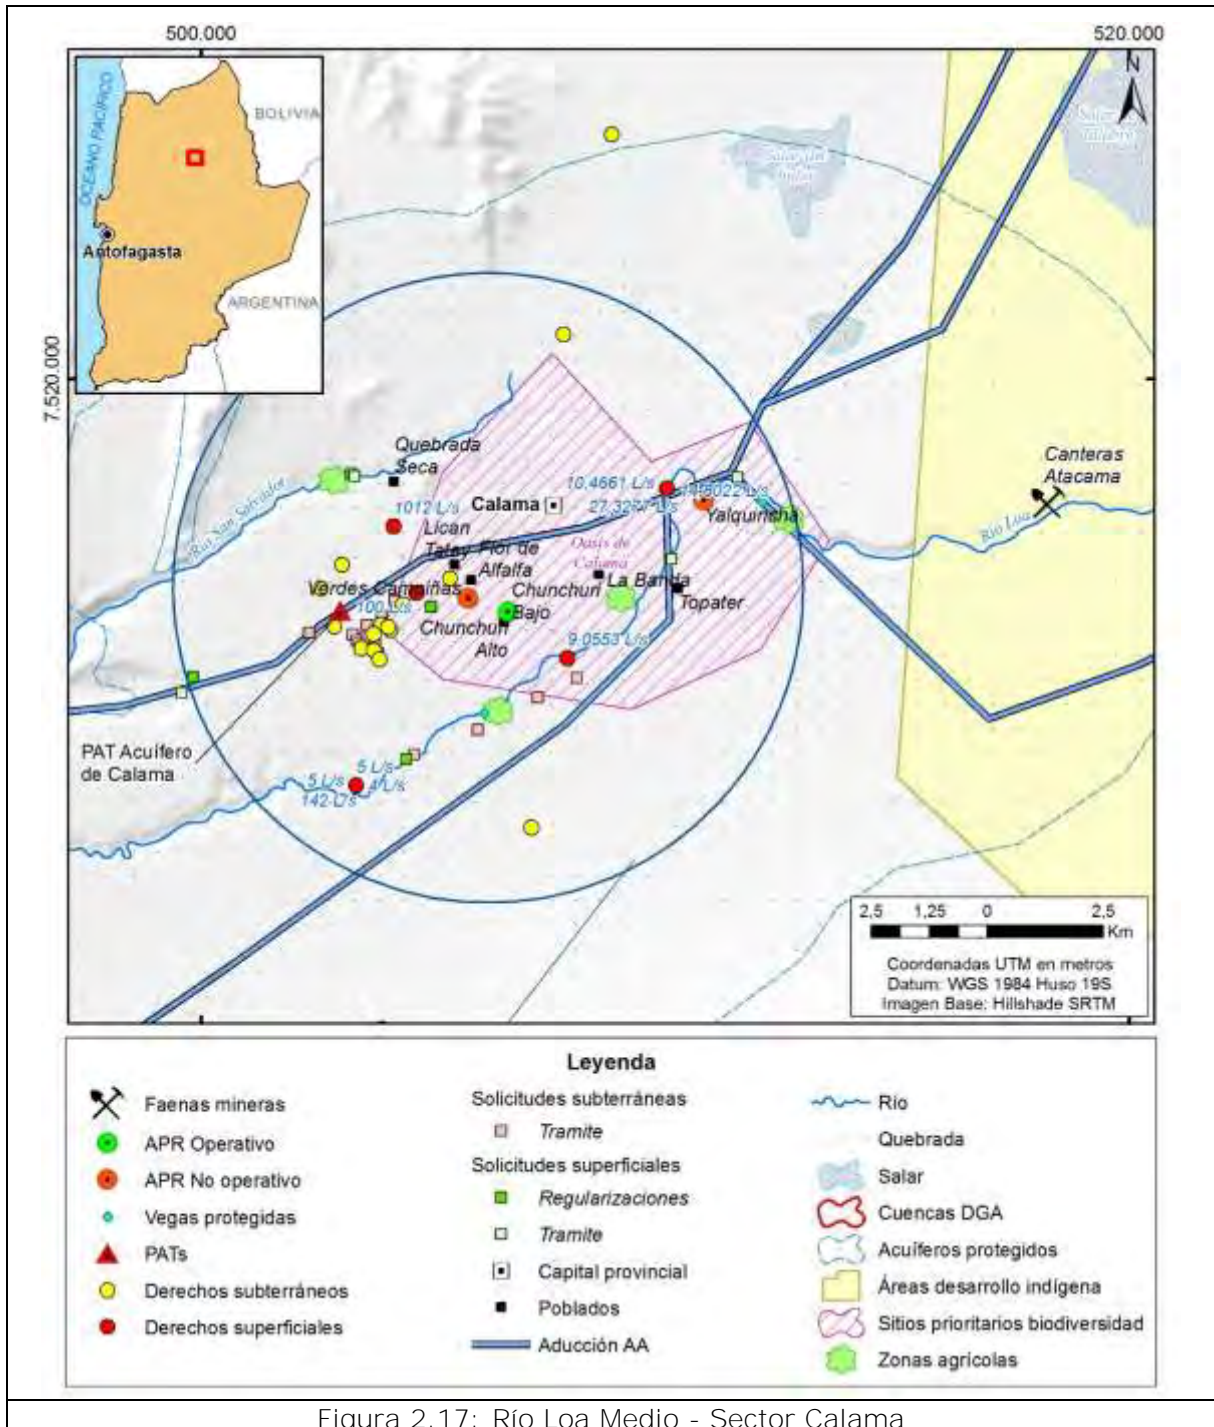 500.000
520.000
7.520.000
OCEANO PACÍFICO
BOLIVIA
Antofagasta
ARGENTINA
N
Salar de
Talabre
Salar del
Indio
Quebrada
Seca
Río San Salvador
1012 L/s
Calama
10.4661 L/s
Yalquincha
Lican
Tatay
Flor de
Alfalfa
Oasis de
Calama
La Banda
Topater
Verdes Campiñas
100 L/s
Chunchuri
Bajo
Chunchuri
Alto
9.0553 L/s
Canteras
Atacama
Río Loa
PAT Acuífero
de Calama
5 L/s
5 L/s
4 L/s
142 L/s
2,5 1,25 0 2,5
Km
Coordenadas UTM en metros
Datum: WGS 1984 Huso 19S
Imagen Base: Hillshade SRTM
Leyenda
Faenas mineras
APR Operativo
APR No operativo
Vegas protegidas
PATs
Derechos subterráneos
Derechos superficiales
Solicitudes subterráneas
Tramite
Solicitudes superficiales
Regularizaciones
Tramite
Capital provincial
Poblados
Aducción AA
Río
Quebrada
Salar
Cuencas DGA
Acuíferos protegidos
Áreas desarrollo indígena
Sitios prioritarios biodiversidad
Zonas agrícolas
Figura 2.17: Río Loa Medio - Sector Calama